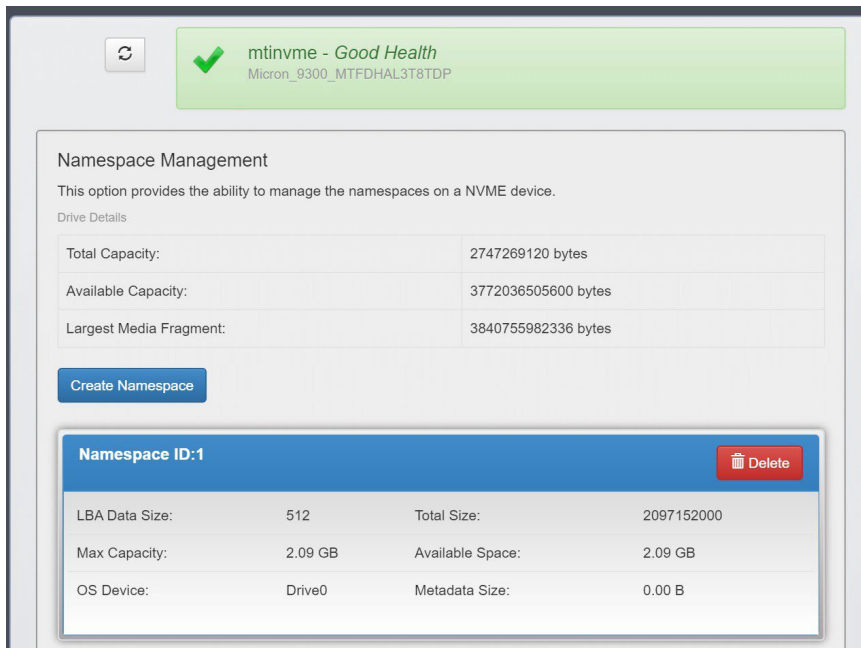 mtinvme - Good Health
Micron_9300_MTFDHAL3T8TDP
Namespace Management
This option provides the ability to manage the namespaces on a NVME device.
Drive Details
Total Capacity: 2747269120 bytes
Available Capacity: 3772036505600 bytes
Largest Media Fragment: 3840755982336 bytes
Create Namespace
Namespace ID:1 Delete
LBA Data Size: 512 Total Size: 2097152000
Max Capacity: 2.09 GB Available Space: 2.09 GB
OS Device: Drive0 Metadata Size: 0.00 B